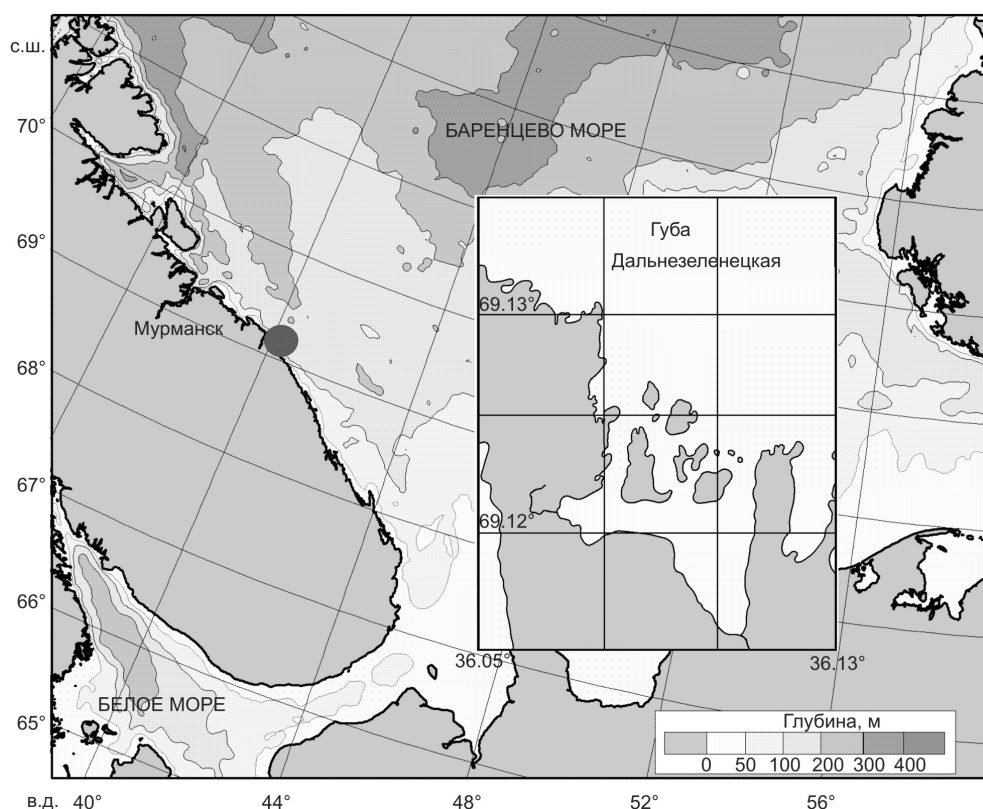 с.ш.
70°
69°
68°
67°
66°
65°
БАРЕНЦЕВО МОРЕ
Мурманск
БЕЛОЕ МОРЕ
Губа
Дальнезеленецкая
69.13°
69.12°
36.05°
36.13°
Глубина, м
0 50 100 200 300 400
в.д. 40° 44° 48° 52° 56°